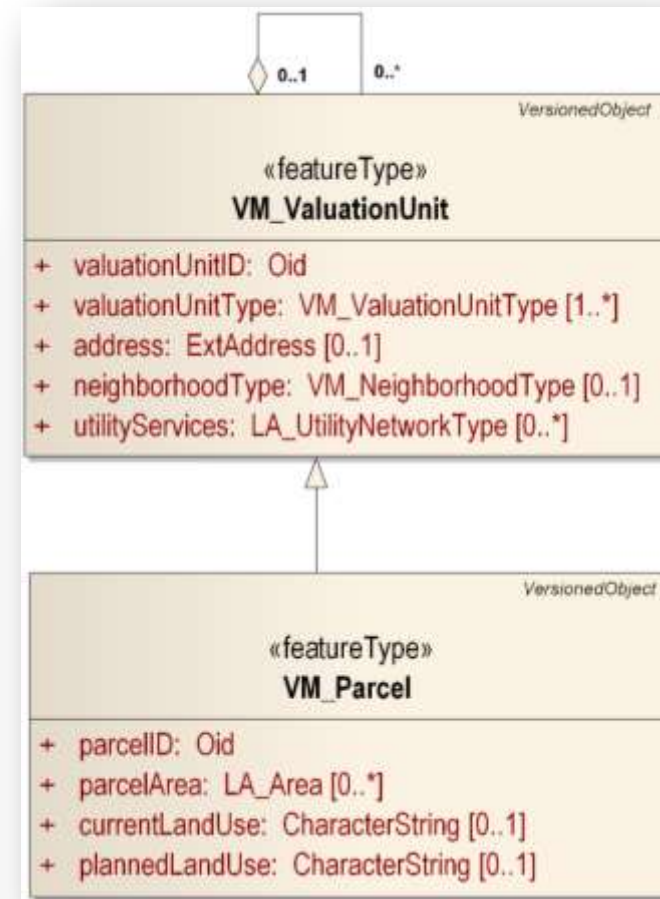 0..1 0..*
VersionedObject
«featureType»
VM_ValuationUnit
+ valuationUnitID: Oid
+ valuationUnitType: VM_ValuationUnitType [1..*]
+ address: ExtAddress [0..1]
+ neighborhoodType: VM_NeighborhoodType [0..1]
+ utilityServices: LA_UtilityNetworkType [0..*]
VersionedObject
«featureType»
VM_Parcel
+ parcelID: Oid
+ parcelArea: LA_Area [0..*]
+ currentLandUse: CharacterString [0..1]
+ plannedLandUse: CharacterString [0..1]